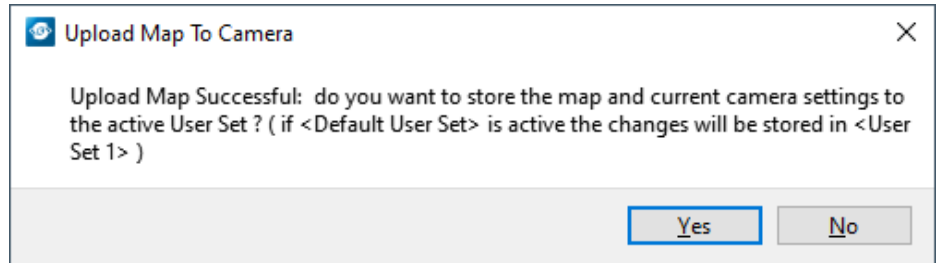 Upload Map To Camera
Upload Map Successful:  do you want to store the map and current camera settings to
the active User Set ? ( if <Default User Set> is active the changes will be stored in <User
Set 1> )
Yes
No